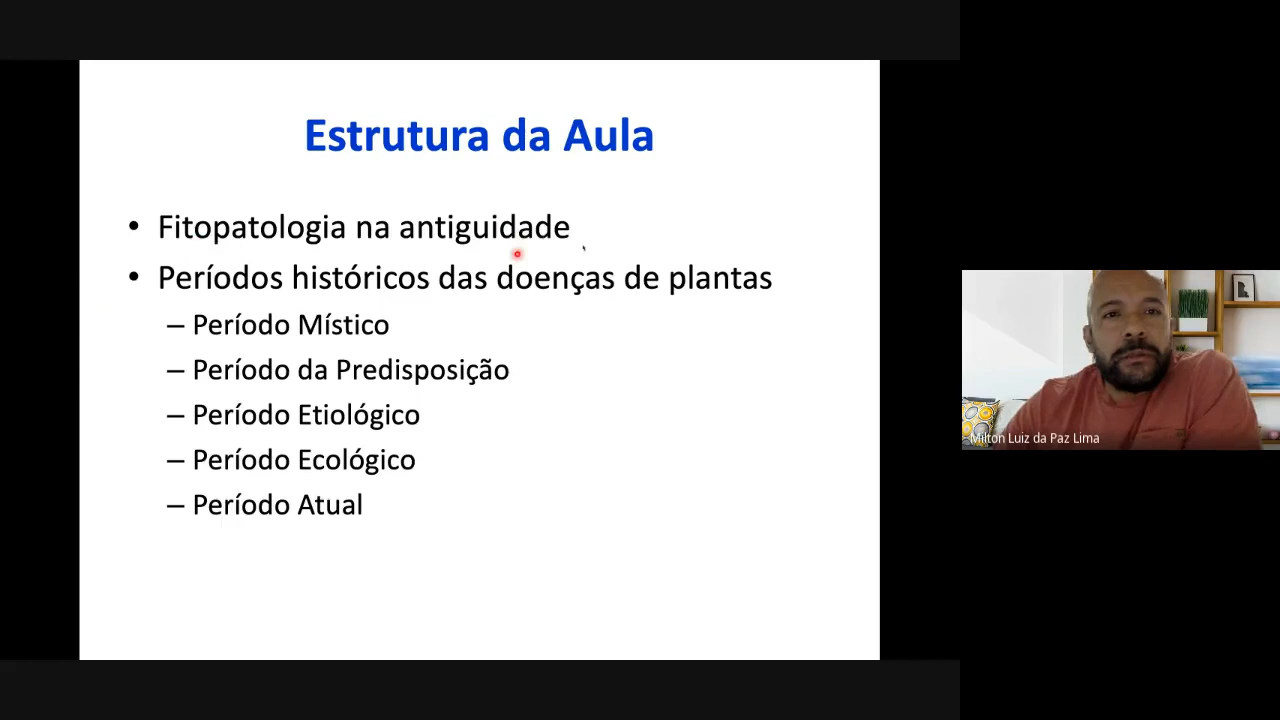 Estrutura da Aula
• Fitopatologia na antiguidade
• Períodos históricos das doenças de plantas
– Período Místico
– Período da Predisposição
– Período Etiológico
– Período Ecológico
– Período Atual
Milton Luiz da Paz Lima